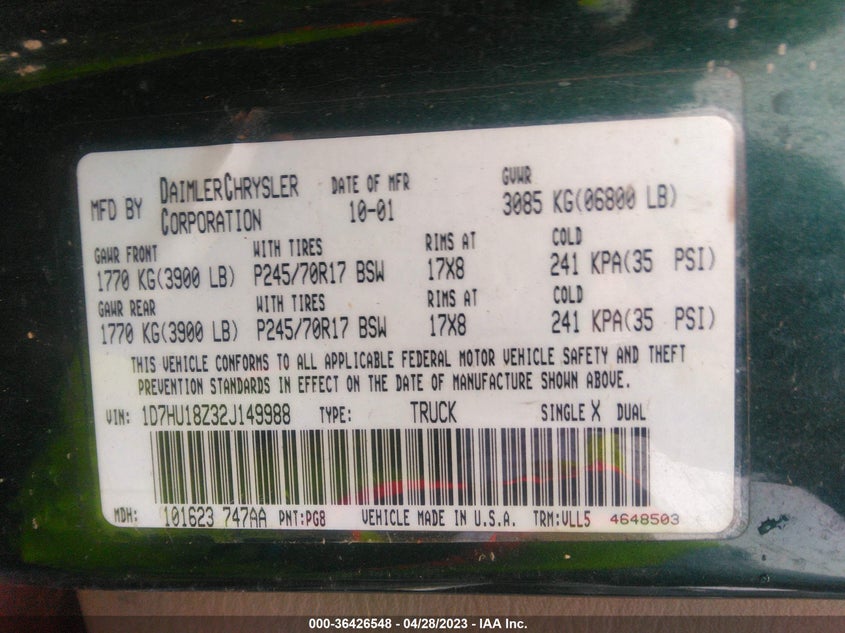 MFD BY DAIMLERCHRYSLER CORPORATION DATE OF MFR 10-01 GVWR 3085 KG(06800 LB)
GAWR FRONT WITH TIRES RIMS AT COLD
1770 KG(3900 LB) P245/70R17 BSW 17X8 241 KPA(35 PSI)
GAWR REAR WITH TIRES RIMS AT COLD
1770 KG(3900 LB) P245/70R17 BSW 17X8 241 KPA(35 PSI)
THIS VEHICLE CONFORMS TO ALL APPLICABLE FEDERAL MOTOR VEHICLE SAFETY AND THEFT
PREVENTION STANDARDS IN EFFECT ON THE DATE OF MANUFACTURE SHOWN ABOVE.
VIN: 1D7HU18Z32J149988 TYPE: TRUCK SINGLE X DUAL
MDH: 101623 747AA PNT:PG8 VEHICLE MADE IN U.S.A. TRM:VLL5 4648503
000-36426548 - 04/28/2023 - IAA Inc.